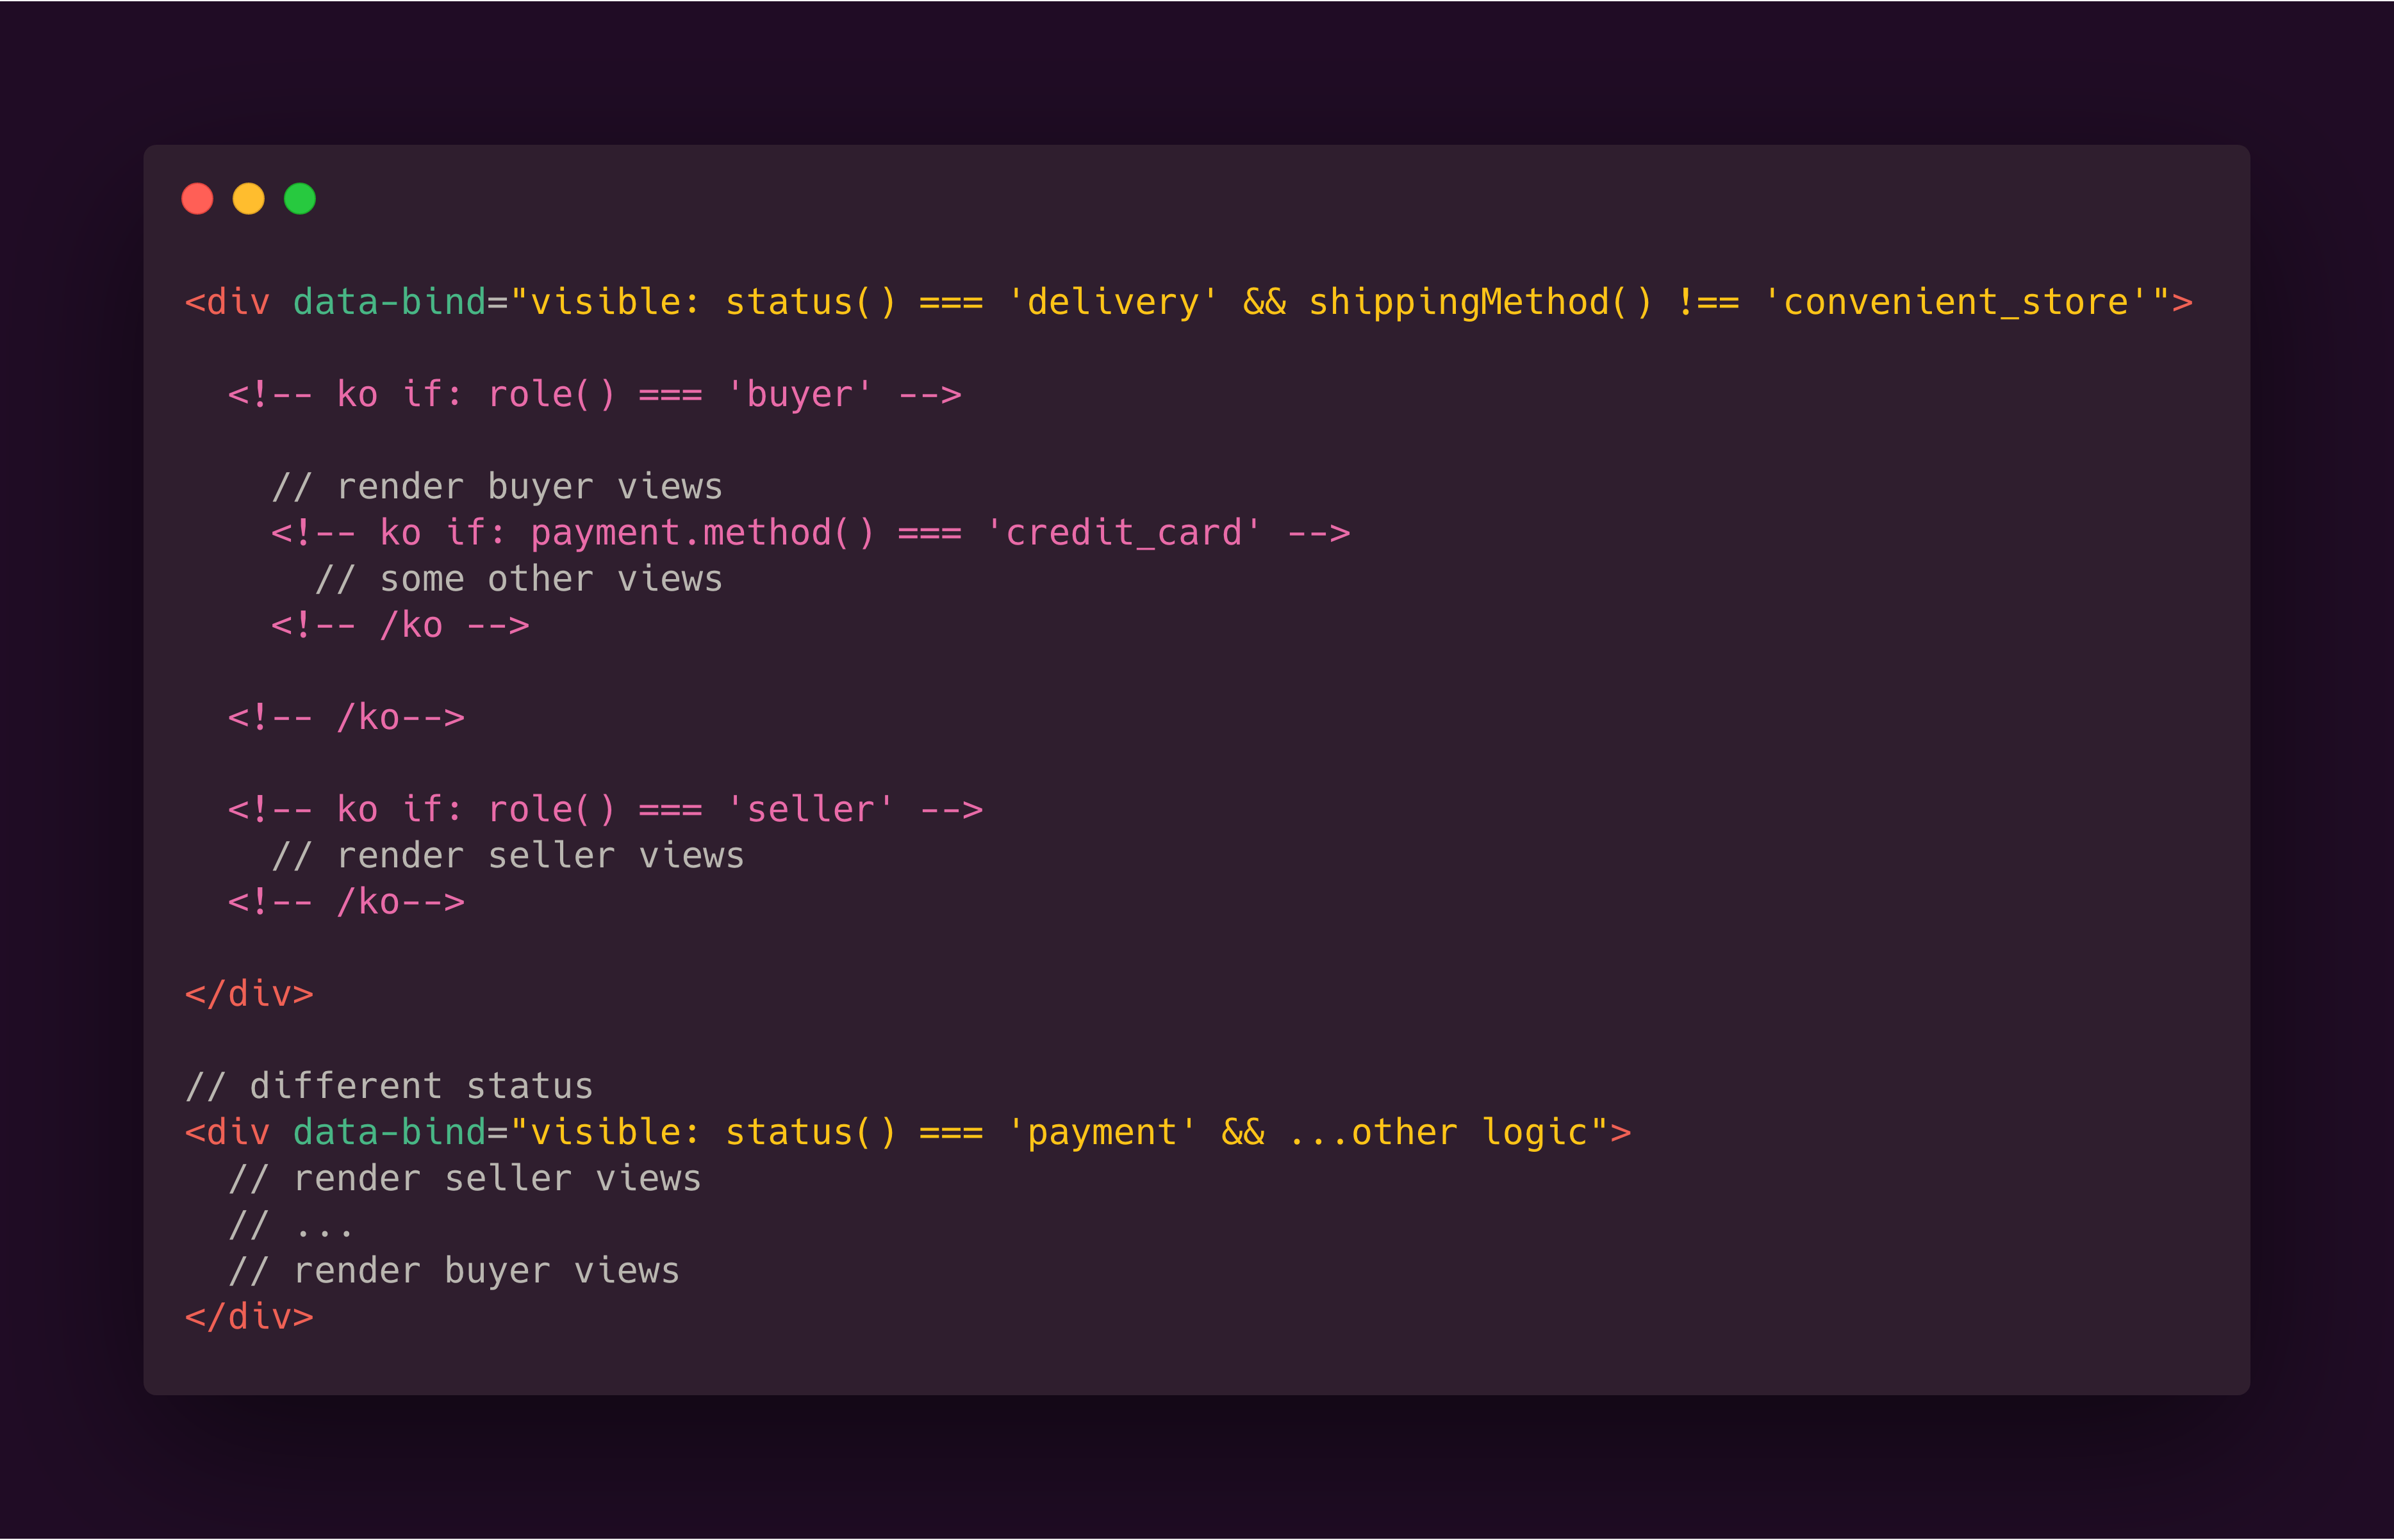 <div data-bind="visible: status() === 'delivery' && shippingMethod() !== 'convenient_store'">
<!-- ko if: role() === 'buyer' -->
// render buyer views
<!-- ko if: payment.method() === 'credit_card' -->
// some other views
<!-- /ko -->
<!-- /ko-->
<!-- ko if: role() === 'seller' -->
// render seller views
<!-- /ko-->
</div>
// different status
<div data-bind="visible: status() === 'payment' && ...other logic">
// render seller views
// ...
// render buyer views
</div>